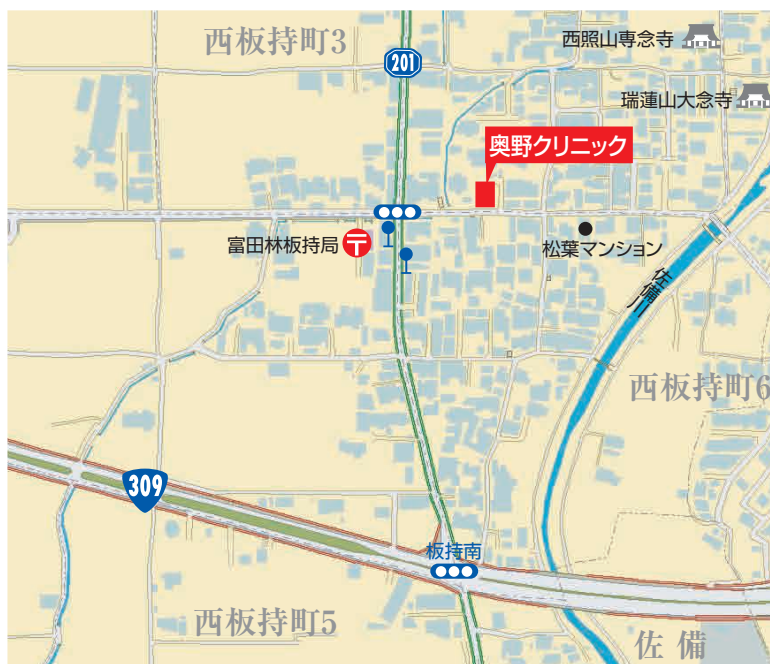 西板持町3
西照山専念寺
201
瑞蓮山大念寺
奥野クリニック
富田林板持局
松葉マンション
佐備川
西板持町6
309
板持南
西板持町5
佐備